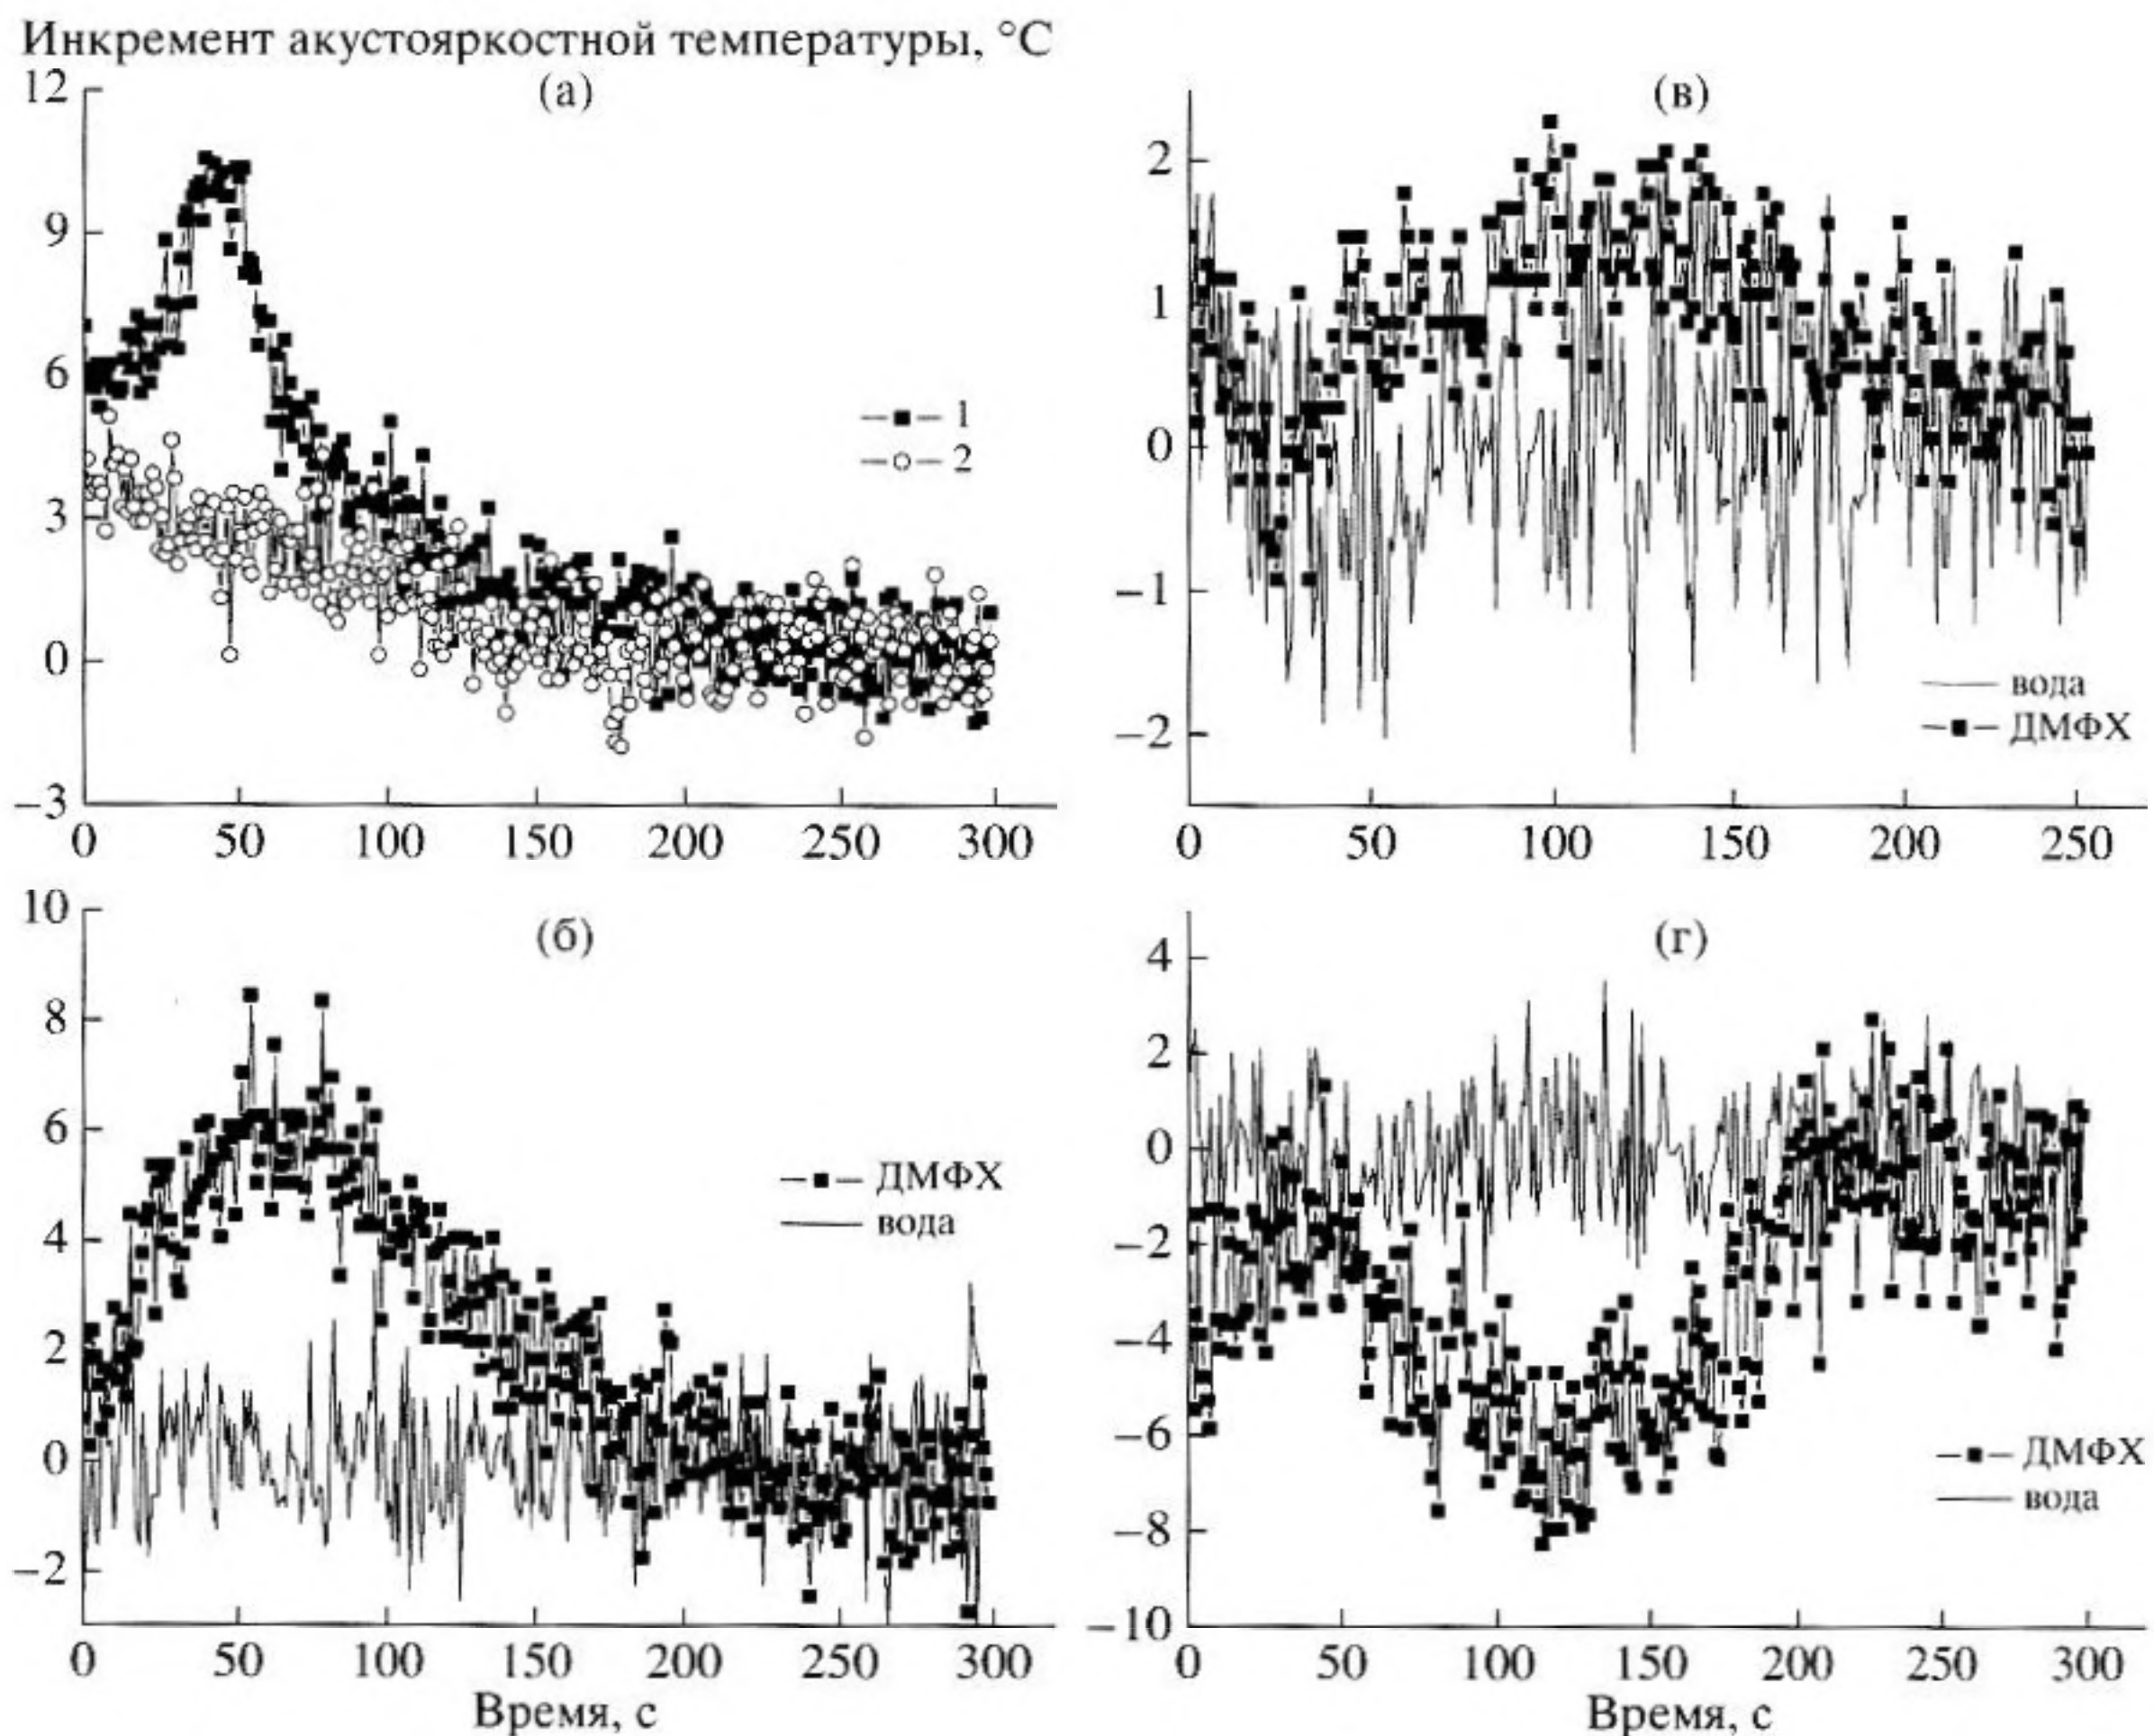 Инкремент акустояркостной температуры, °C
(а)
12
9
6
3
0
−3
1
2
0 50 100 150 200 250 300
(в)
2
1
0
−1
−2
вода
ДМФХ
0 50 100 150 200 250
(б)
10
8
6
4
2
0
−2
ДМФХ
вода
0 50 100 150 200 250 300
Время, с
(г)
4
2
0
−2
−4
−6
−8
−10
ДМФХ
вода
0 50 100 150 200 250 300
Время, с